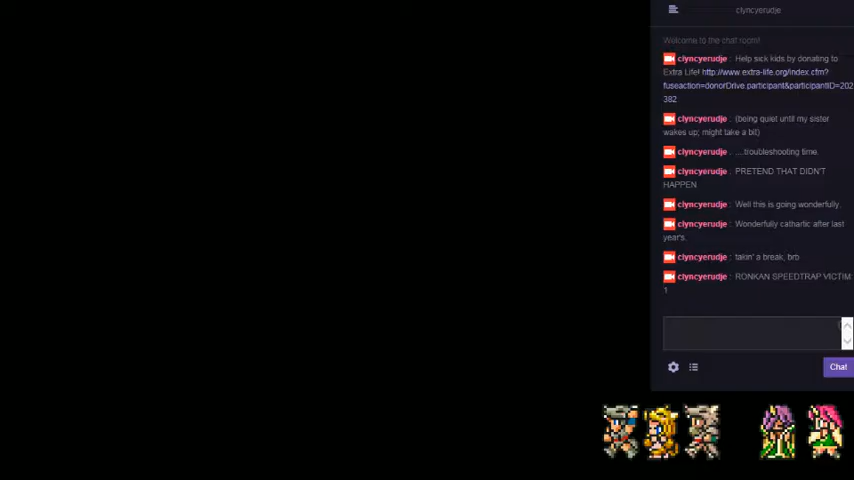 clyncyerudje
Welcome to the chat room!
clyncyerudje : Help sick kids by donating to
Extra Life! http://www.extra-life.org/index.cfm?
fuseaction=donorDrive.participant&participantID=202
382
clyncyerudje : (being quiet until my sister
wakes up; might take a bit)
clyncyerudje : ....troubleshooting time.
clyncyerudje : PRETEND THAT DIDN'T
HAPPEN
clyncyerudje : Well this is going wonderfully.
clyncyerudje : Wonderfully cathartic after last
year's.
clyncyerudje : takin' a break, brb
clyncyerudje : RONKAN SPEEDTRAP VICTIM:
1
Chat